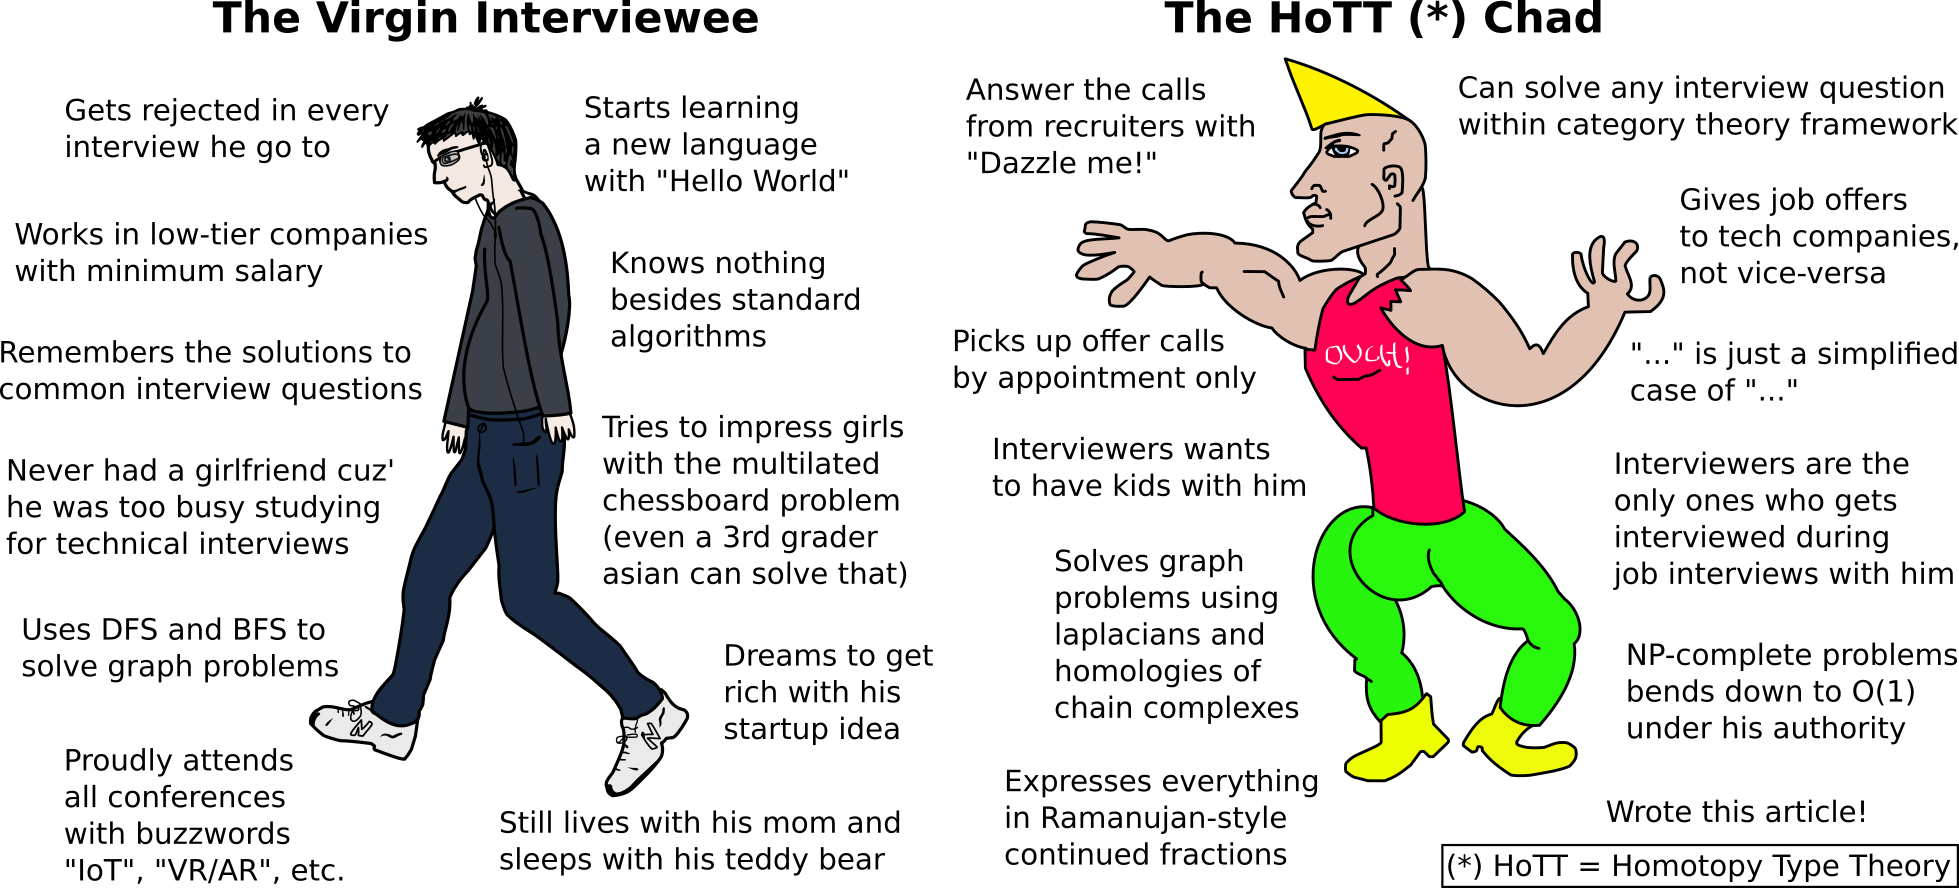 The Virgin Interviewee
Gets rejected in every
interview he go to
Starts learning
a new language
with "Hello World"
Works in low-tier companies
with minimum salary
Knows nothing
besides standard
algorithms
Remembers the solutions to
common interview questions
Tries to impress girls
with the multilated
chessboard problem
(even a 3rd grader
asian can solve that)
Never had a girlfriend cuz'
he was too busy studying
for technical interviews
Uses DFS and BFS to
solve graph problems
Dreams to get
rich with his
startup idea
Proudly attends
all conferences
with buzzwords
"IoT", "VR/AR", etc.
Still lives with his mom and
sleeps with his teddy bear
The HoTT (*) Chad
Answer the calls
from recruiters with
"Dazzle me!"
Can solve any interview question
within category theory framework
Gives job offers
to tech companies,
not vice-versa
Picks up offer calls
by appointment only
OUCH!
"..." is just a simplified
case of "..."
Interviewers wants
to have kids with him
Interviewers are the
only ones who gets
interviewed during
job interviews with him
Solves graph
problems using
laplacians and
homologies of
chain complexes
NP-complete problems
bends down to O(1)
under his authority
Expresses everything
in Ramanujan-style
continued fractions
Wrote this article!
(*) HoTT = Homotopy Type Theory